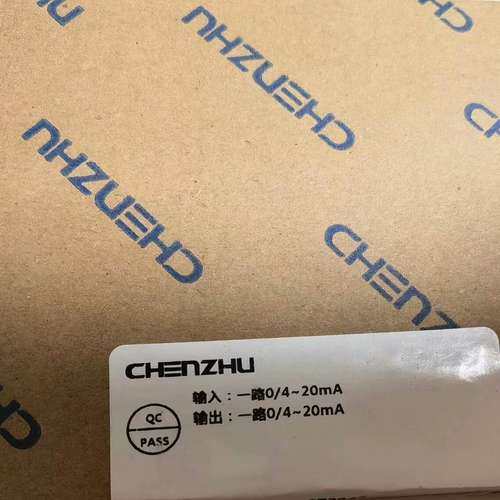 CHENZHU
CHENZHU
CHENZHU
CHENZHU
输入：一路0/4~20mA
输出：一路0/4~20mA
QC
PASS